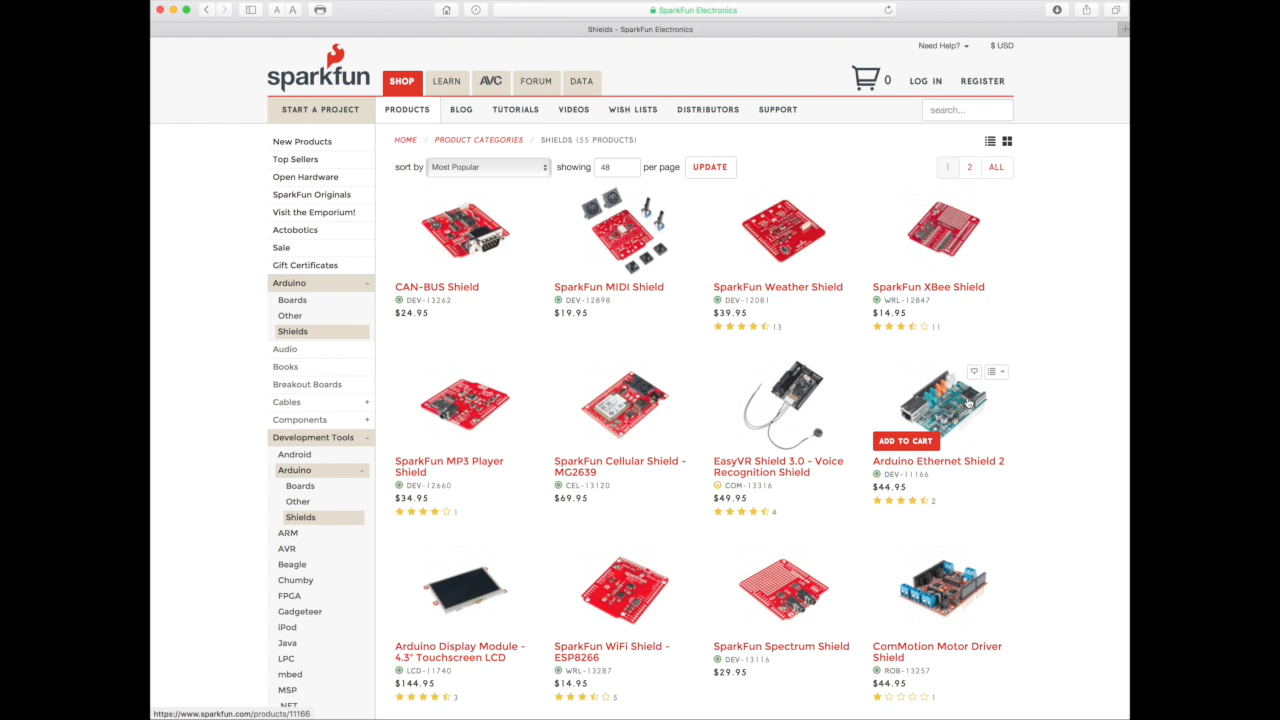 A A
SparkFun Electronics
Shields - SparkFun Electronics
Need Help? $ USD
sparkfun
SHOP LEARN AVC FORUM DATA
0 LOG IN REGISTER
START A PROJECT PRODUCTS BLOG TUTORIALS VIDEOS WISH LISTS DISTRIBUTORS SUPPORT search...
New Products
Top Sellers
Open Hardware
SparkFun Originals
Visit the Emporium!
Actobotics
Sale
Gift Certificates
Arduino -
Boards
Other
Shields
Audio
Books
Breakout Boards
Cables +
Components +
Development Tools -
Android
Arduino -
Boards
Other
Shields
ARM
AVR
Beagle
Chumby
FPGA
Gadgeteer
iPod
Java
LPC
mbed
MSP
.NET
HOME / PRODUCT CATEGORIES / SHIELDS (55 PRODUCTS)
sort by Most Popular showing 48 per page UPDATE 1 2 ALL
CAN-BUS Shield
DEV-13262
$24.95
SparkFun MIDI Shield
DEV-12898
$19.95
SparkFun Weather Shield
DEV-12081
$39.95
13
SparkFun XBee Shield
WRL-12847
$14.95
11
SparkFun MP3 Player
Shield
DEV-12660
$34.95
1
SparkFun Cellular Shield -
MG2639
CEL-13120
$69.95
EasyVR Shield 3.0 - Voice
Recognition Shield
COM-13316
$49.95
4
ADD TO CART
Arduino Ethernet Shield 2
DEV-11166
$44.95
2
Arduino Display Module -
4.3" Touchscreen LCD
LCD-11740
$144.95
3
SparkFun WiFi Shield -
ESP8266
WRL-13287
$14.95
5
SparkFun Spectrum Shield
DEV-13116
$29.95
ComMotion Motor Driver
Shield
ROB-13257
$44.95
1
https://www.sparkfun.com/products/11166